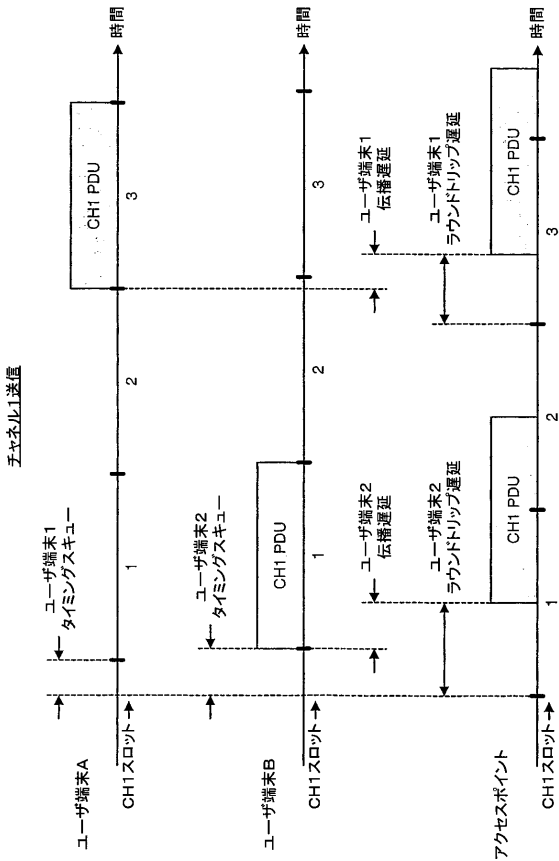 チャネル1送信
ユーザ端末A
CH1スロット
ユーザ端末1
タイミングスキュー
1
2
3
CH1 PDU
時間
ユーザ端末B
CH1スロット
ユーザ端末2
タイミングスキュー
CH1 PDU
1
2
3
時間
ユーザ端末2
伝播遅延
ユーザ端末1
伝播遅延
ユーザ端末2
ラウンドトリップ遅延
ユーザ端末1
ラウンドトリップ遅延
アクセスポイント
CH1スロット
CH1 PDU
CH1 PDU
1
2
3
時間